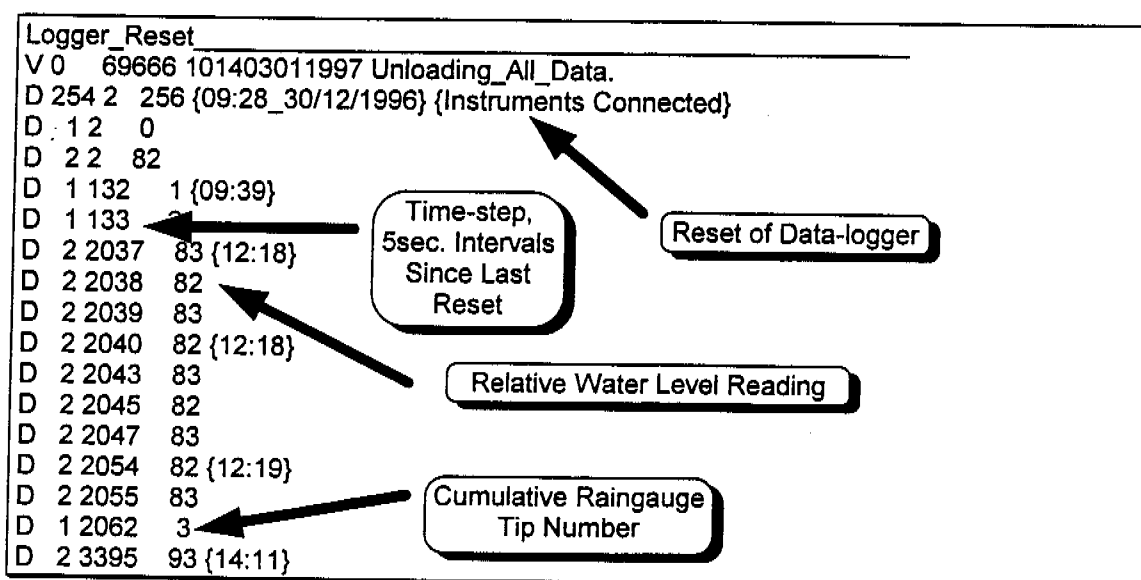 Logger_Reset
V 0 69666 101403011997 Unloading_All_Data.
D 254 2 256 {09:28_30/12/1996} {Instruments Connected}
D 1 2 0
D 2 2 82
D 1 132 1 {09:39}
D 1 133
D 2 2037 83 {12:18}
D 2 2038 82
D 2 2039 83
D 2 2040 82 {12:18}
D 2 2043 83
D 2 2045 82
D 2 2047 83
D 2 2054 82 {12:19}
D 2 2055 83
D 1 2062 3
D 2 3395 93 {14:11}
Time-step,
5sec. Intervals
Since Last
Reset
Reset of Data-logger
Relative Water Level Reading
Cumulative Raingauge
Tip Number